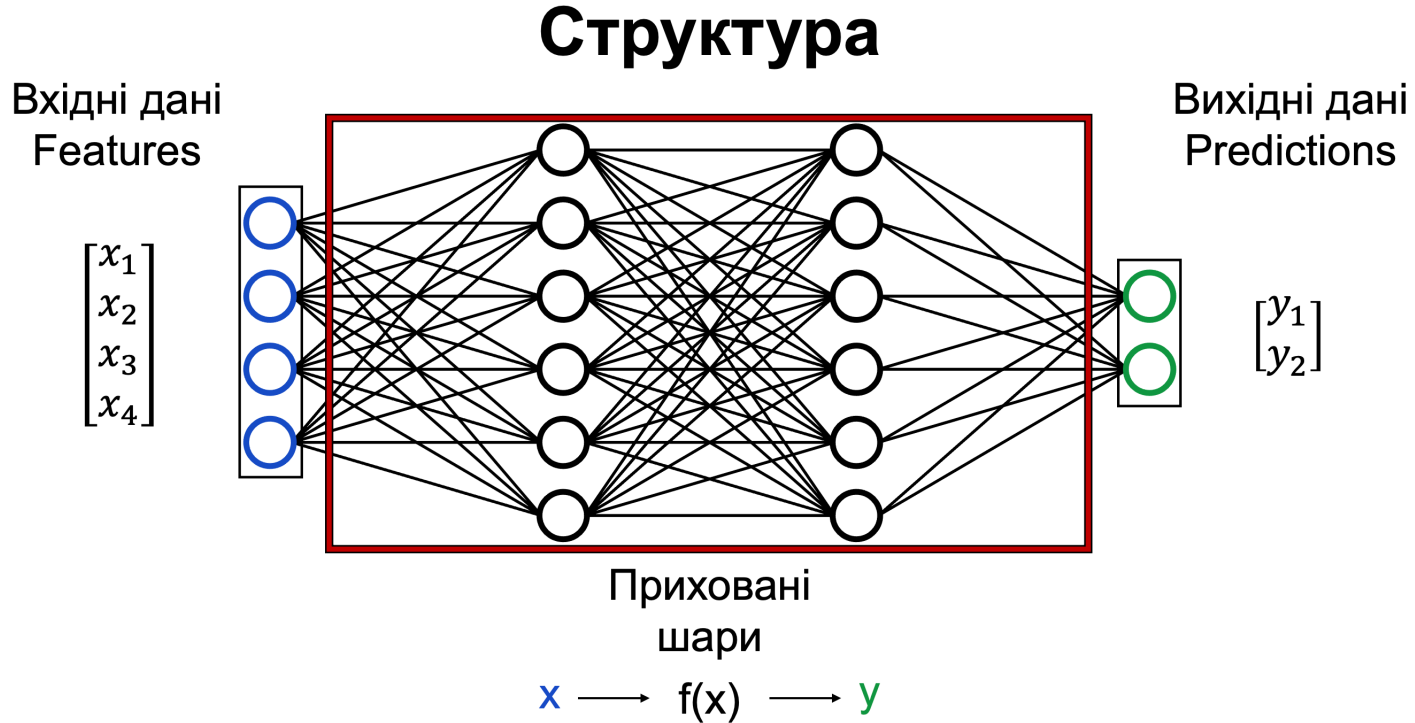 Структура
Вхідні дані
Features
Вихідні дані
Predictions
x₁
x₂
x₃
x₄
y₁
y₂
Приховані
шари
x → f(x) → y